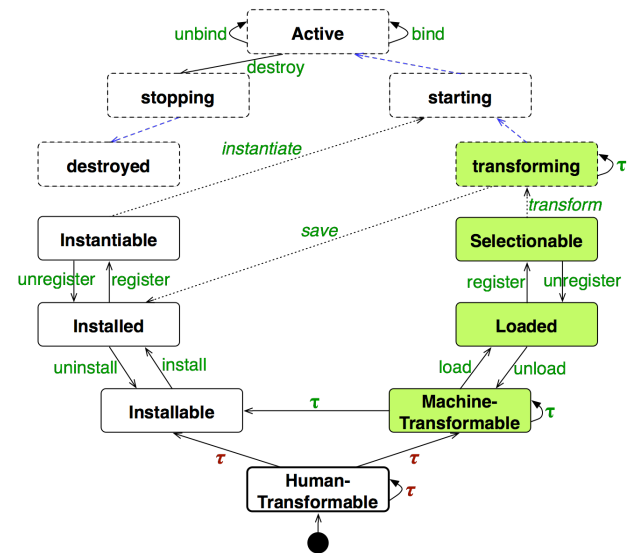 Active
unbind
bind
destroy
stopping
starting
instantiate
destroyed
transforming
τ
transform
save
Instantiable
Selectionable
unregister
register
register
unregister
Installed
Loaded
uninstall
install
load
unload
τ
Installable
Machine-
Transformable
τ
τ
τ
Human-
Transformable
τ